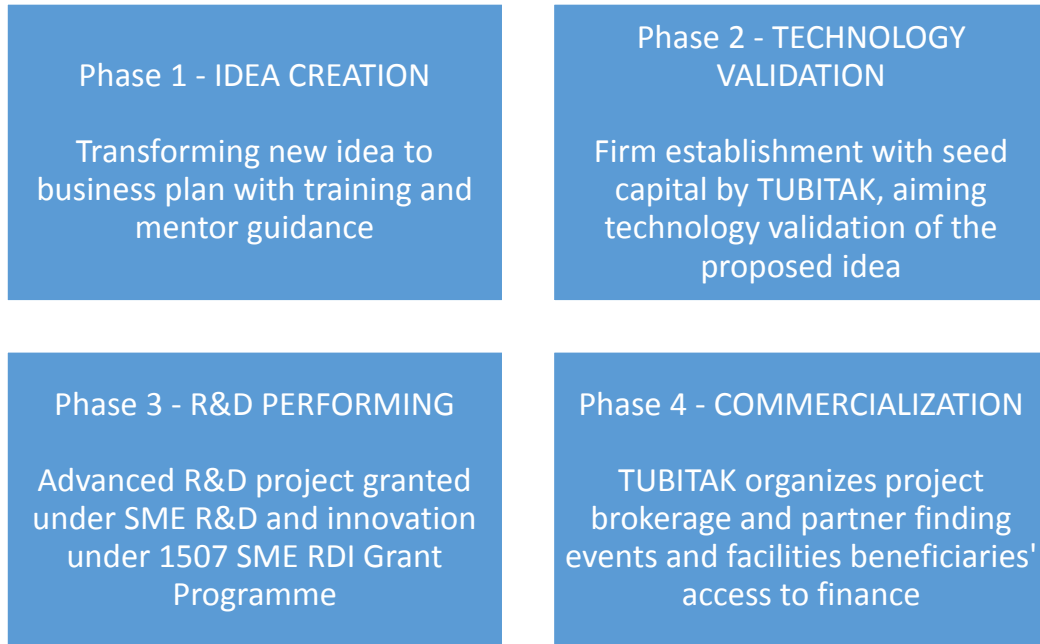 Phase 1 - IDEA CREATION
Transforming new idea to
business plan with training and
mentor guidance
Phase 2 - TECHNOLOGY
VALIDATION
Firm establishment with seed
capital by TUBITAK, aiming
technology validation of the
proposed idea
Phase 3 - R&D PERFORMING
Advanced R&D project granted
under SME R&D and innovation
under 1507 SME RDI Grant
Programme
Phase 4 - COMMERCIALIZATION
TUBITAK organizes project
brokerage and partner finding
events and facilities beneficiaries'
access to finance